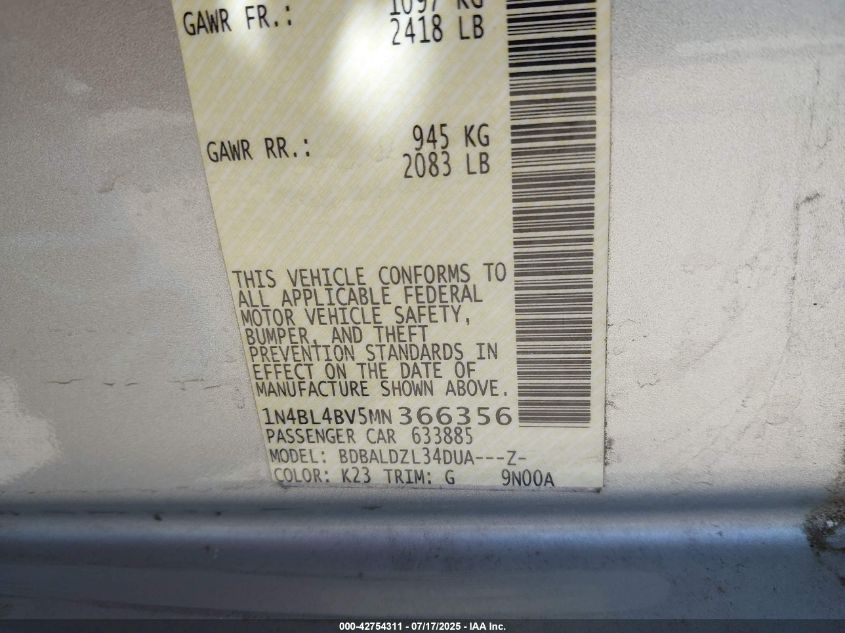 1097 KG
GAWR FR.: 2418 LB
GAWR RR.: 945 KG
2083 LB
THIS VEHICLE CONFORMS TO
ALL APPLICABLE FEDERAL
MOTOR VEHICLE SAFETY,
BUMPER, AND THEFT
PREVENTION STANDARDS IN
EFFECT ON THE DATE OF
MANUFACTURE SHOWN ABOVE.
1N4BL4BV5MN366356
PASSENGER CAR 633885
MODEL: BDBALDZL34DUA---Z-
COLOR: K23 TRIM: G 9N00A
000-42754311 - 07/17/2025 - IAA Inc.